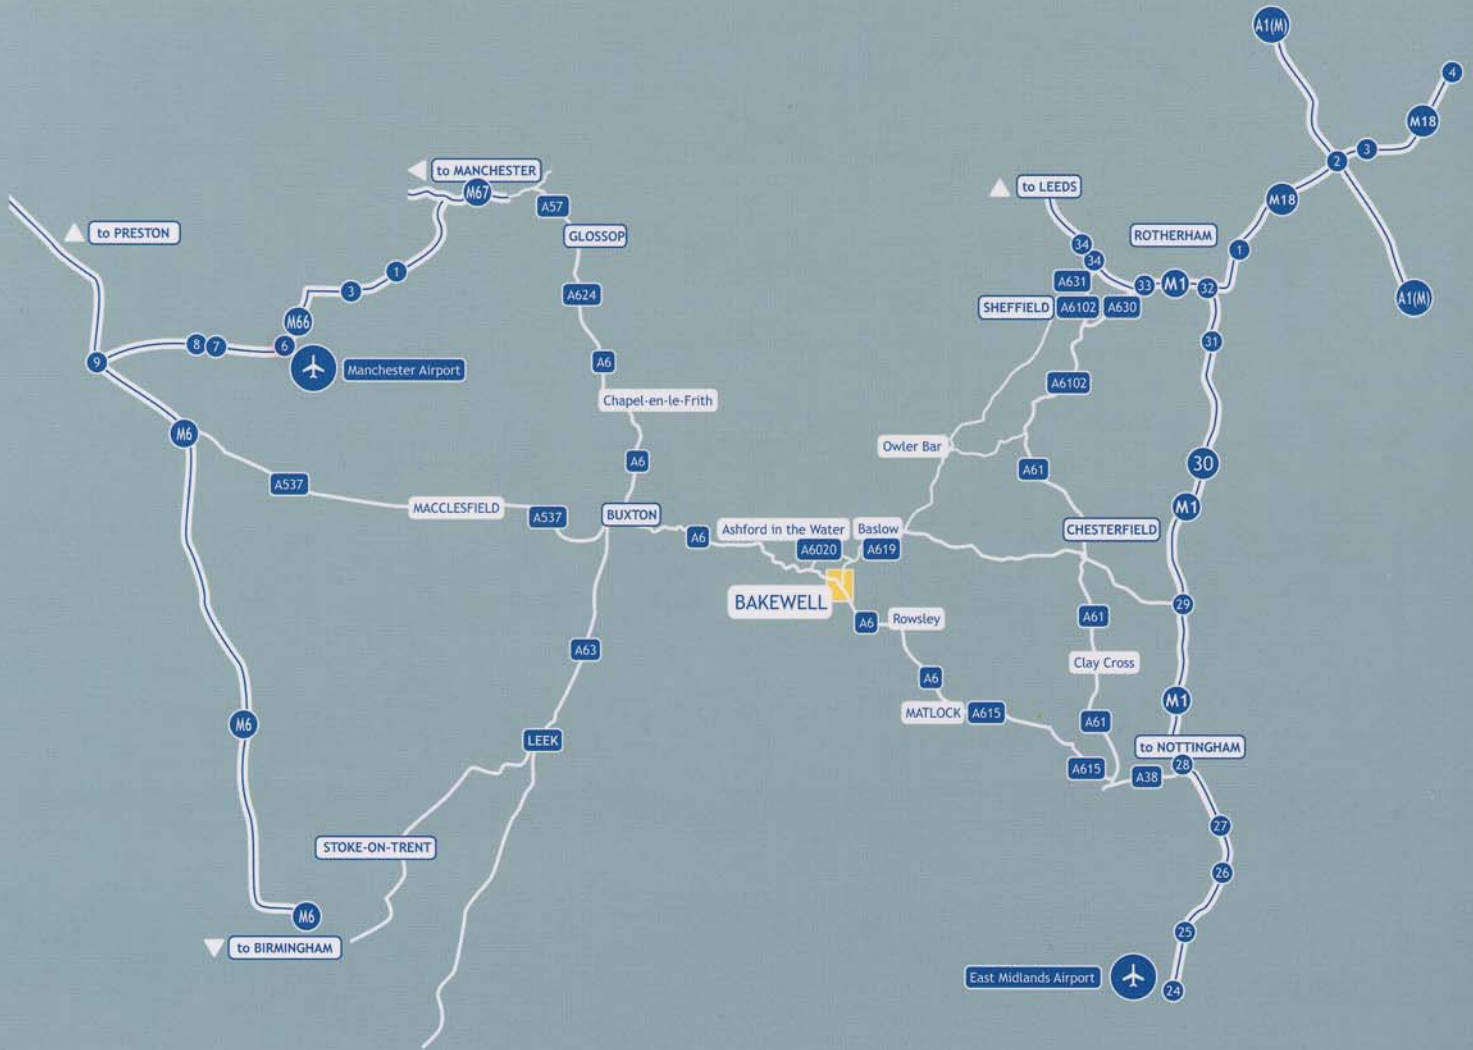 A1(M)
4
M18
3
2
to MANCHESTER
M67
to LEEDS
M18
A57
to PRESTON
GLOSSOP
ROTHERHAM
34
1
34
1
A631
33
M1
32
3
A624
A1(M)
SHEFFIELD
A6102
A630
M66
31
8
7
6
9
A6
Manchester Airport
A6102
Chapel-en-le-Frith
M6
Owler Bar
A6
30
A61
A537
MACCLESFIELD
M1
A537
BUXTON
Ashford in the Water
Baslow
CHESTERFIELD
A6
A6020
A619
BAKEWELL
29
A61
A6
Rowsley
A63
Clay Cross
A6
M1
MATLOCK
A615
A61
M6
LEEK
to NOTTINGHAM
28
A615
A38
27
STOKE-ON-TRENT
26
M6
25
to BIRMINGHAM
East Midlands Airport
24